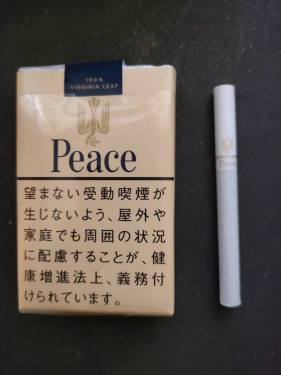 100%
VIRGINIA LEAF
Peace
望まない受動喫煙が
生じないよう、屋外や
家庭でも周囲の状況
に配慮することが、健
康増進法上、義務付
けられています。